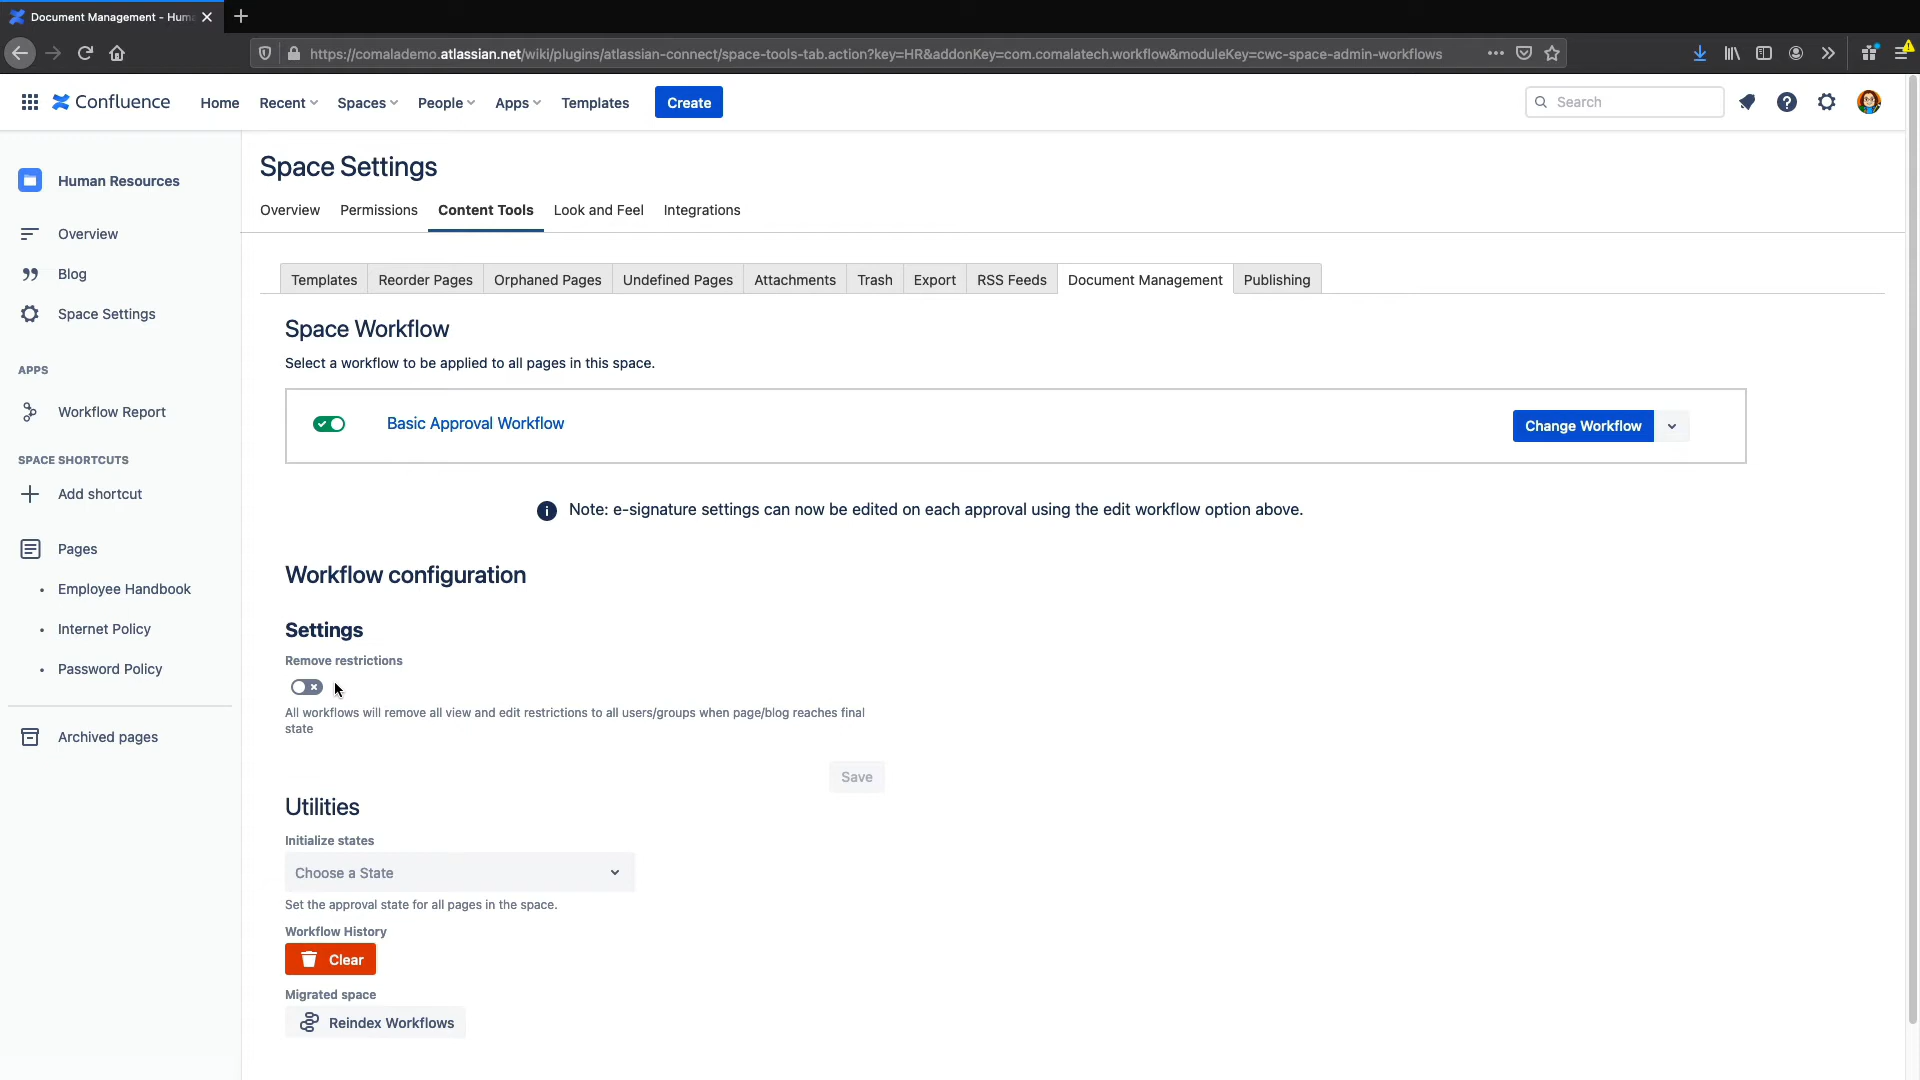 Document Management - Hum
https://comalademo.atlassian.net/wiki/plugins/atlassian-connect/space-tools-tab.action?key=HR&addonKey=com.comalatech.workflow&moduleKey=cwc-space-admin-workflows
Confluence Home Recent Spaces People Apps Templates Create Search
Human Resources
Overview
Blog
Space Settings
APPS
Workflow Report
SPACE SHORTCUTS
Add shortcut
Pages
Employee Handbook
Internet Policy
Password Policy
Archived pages
Space Settings
Overview Permissions Content Tools Look and Feel Integrations
Templates Reorder Pages Orphaned Pages Undefined Pages Attachments Trash Export RSS Feeds Document Management Publishing
Space Workflow
Select a workflow to be applied to all pages in this space.
Basic Approval Workflow Change Workflow
Note: e-signature settings can now be edited on each approval using the edit workflow option above.
Workflow configuration
Settings
Remove restrictions
All workflows will remove all view and edit restrictions to all users/groups when page/blog reaches final
state
Save
Utilities
Initialize states
Choose a State
Set the approval state for all pages in the space.
Workflow History
Clear
Migrated space
Reindex Workflows